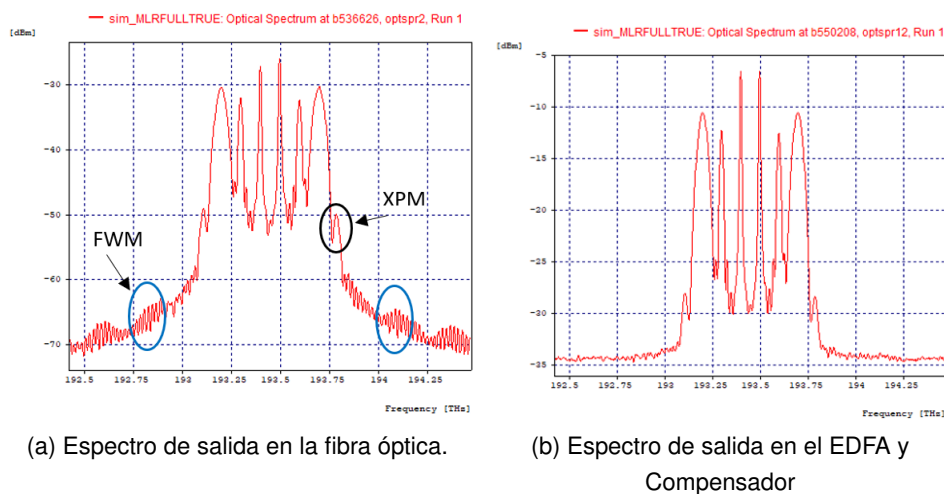 sim_MLRFULLTRUE: Optical Spectrum at b536626, optspr2, Run 1
[dBm]
-30
-40
-50
-60
-70
XPM
FWM
192.5 192.75 193 193.25 193.5 193.75 194 194.25
Frequency [THz]
(a) Espectro de salida en la fibra óptica.
sim_MLRFULLTRUE: Optical Spectrum at b550208, optspr12, Run 1
[dBm]
-5
-10
-15
-20
-25
-30
-35
192.5 192.75 193 193.25 193.5 193.75 194 194.25
Frequency [THz]
(b) Espectro de salida en el EDFA y
Compensador